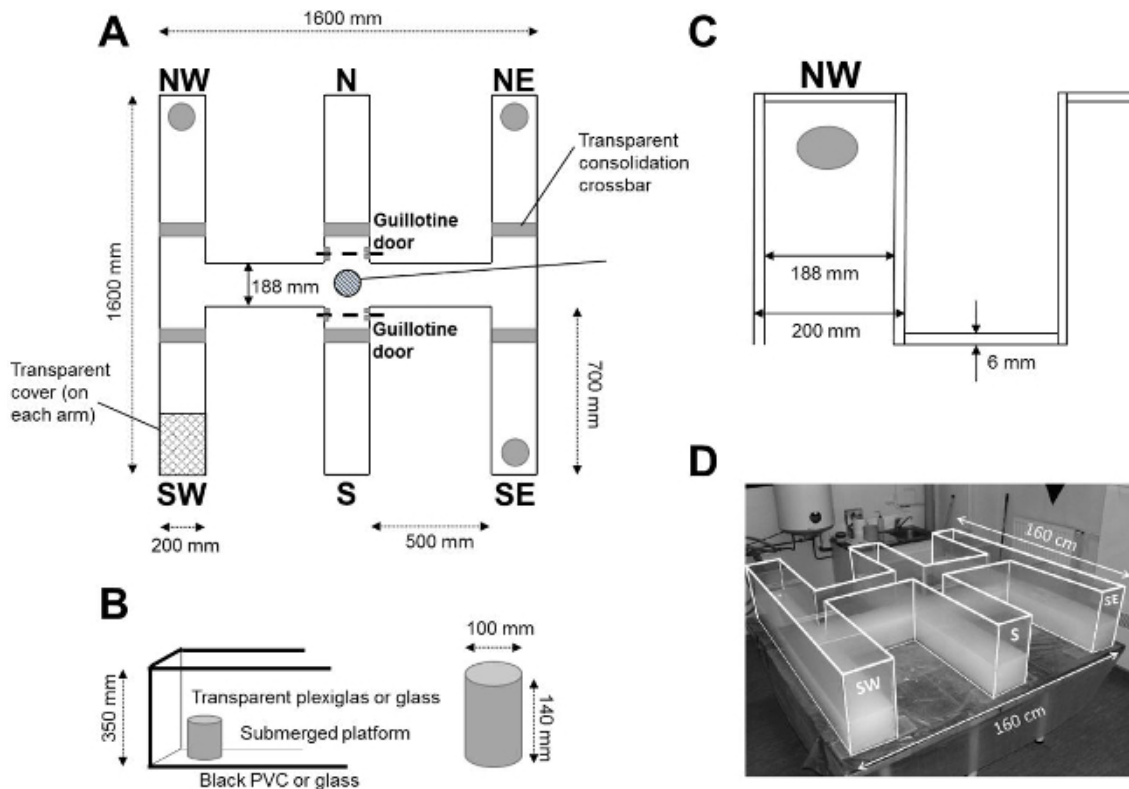 A
1600 mm
NW
N
NE
Transparent
consolidation
crossbar
Guillotine
door
1600 mm
188 mm
Guillotine
door
700 mm
Transparent
cover (on
each arm)
SW
S
SE
200 mm
500 mm
B
350 mm
Transparent plexiglas or glass
Submerged platform
Black PVC or glass
100 mm
140 mm
C
NW
188 mm
200 mm
6 mm
D
160 cm
SE
S
SW
160 cm